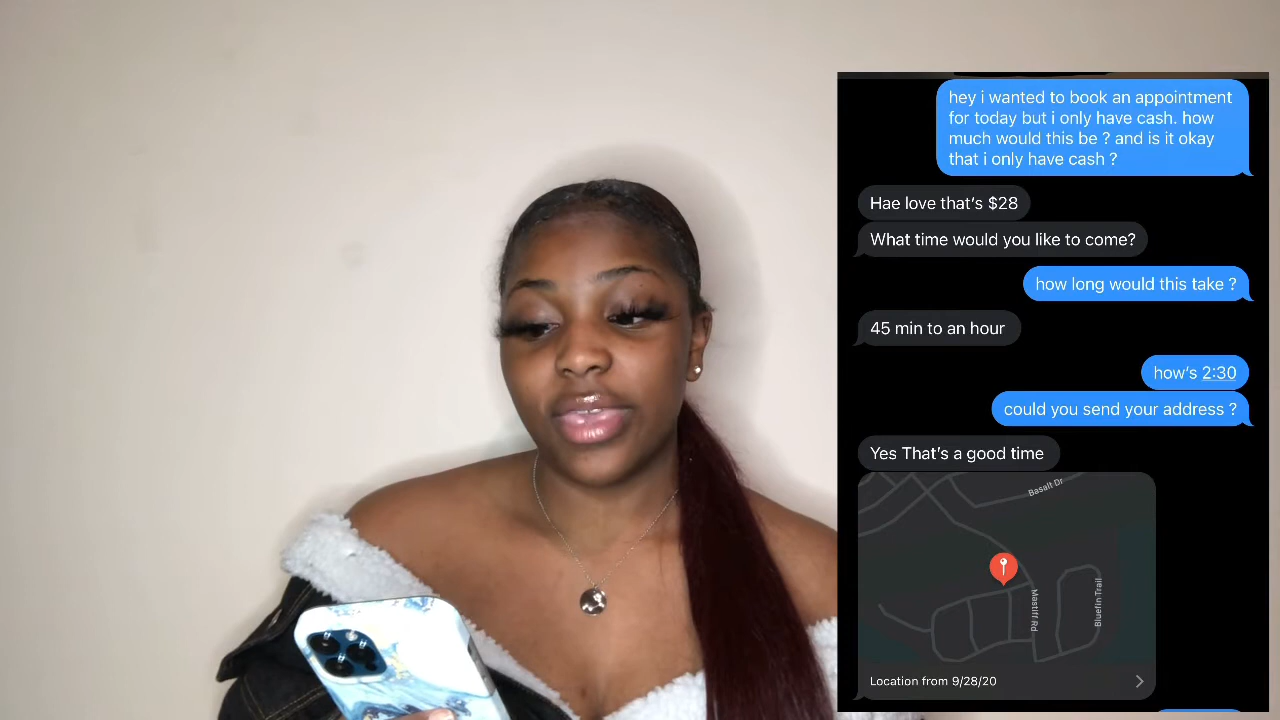 hey i wanted to book an appointment
for today but i only have cash. how
much would this be ? and is it okay
that i only have cash ?
Hae love that's $28
What time would you like to come?
how long would this take ?
45 min to an hour
how's 2:30
could you send your address ?
Yes That's a good time
Basalt Dr
Mastiff Rd
Bluefin Trail
Location from 9/28/20